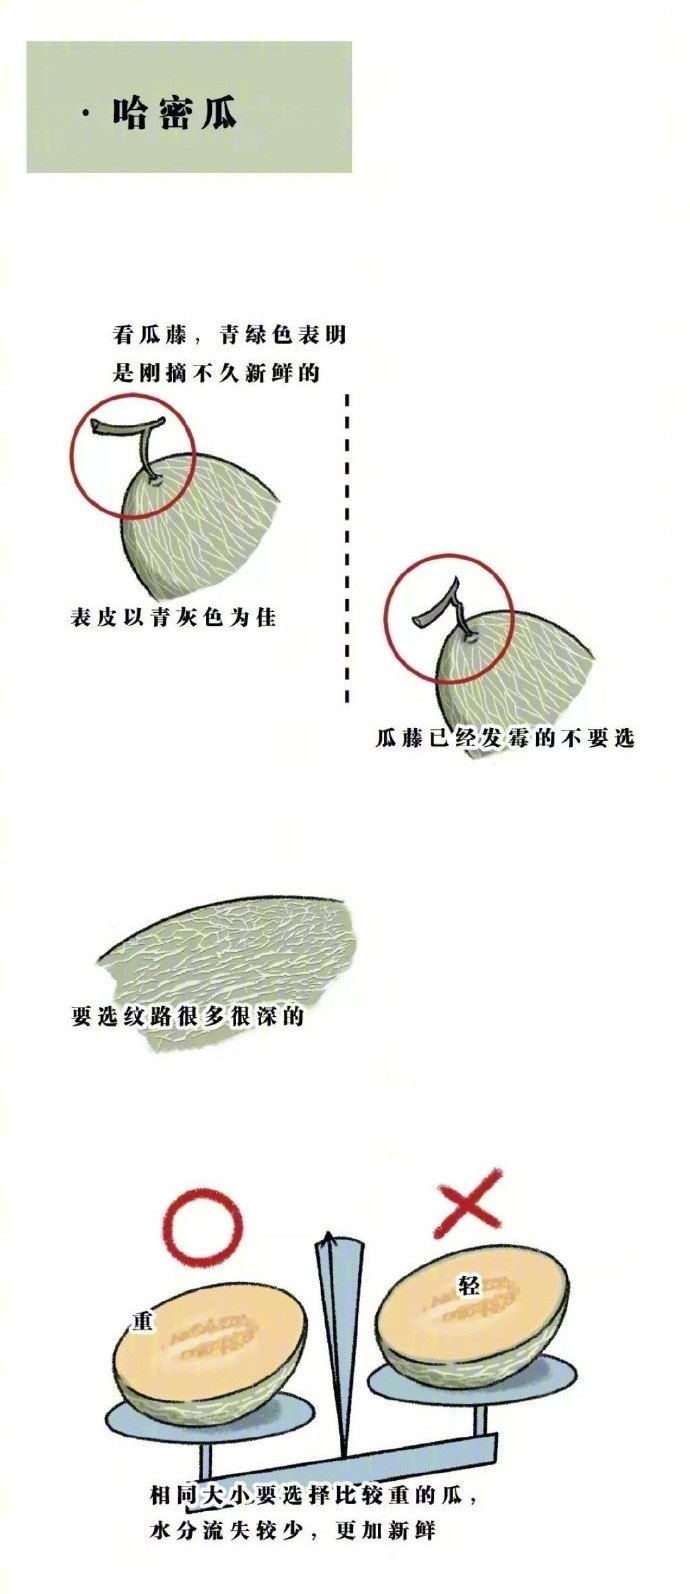 ·哈密瓜
看瓜藤，青绿色表明
是刚摘不久新鲜的
表皮以青灰色为佳
瓜藤已经发霉的不要选
要选纹路很多很深的
重
轻
相同大小要选择比较重的瓜，
水分流失较少，更加新鲜